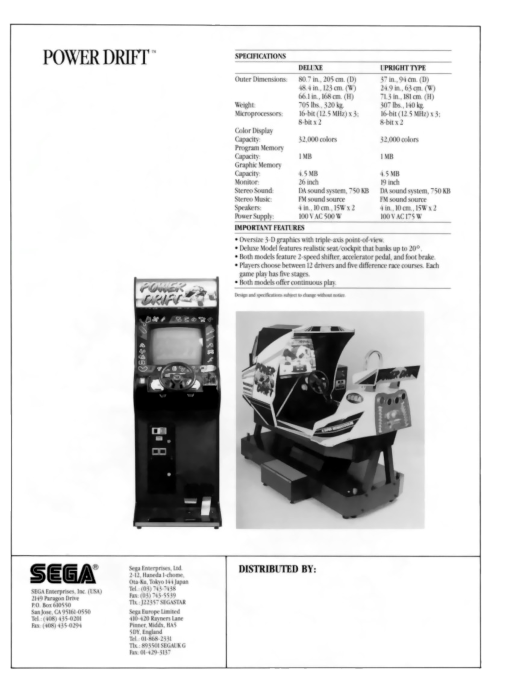 POWER DRIFT™
SPECIFICATIONS
DELUXE UPRIGHT TYPE
Outer Dimensions: 80.7 in., 205 cm. (D) 37 in., 94 cm. (D)
48.4 in., 123 cm. (W) 24.9 in., 63 cm. (W)
66.1 in., 168 cm. (H) 71.3 in., 181 cm. (H)
Weight: 705 lbs., 320 kg. 307 lbs., 140 kg.
Microprocessors: 16-bit (12.5 MHz) x 3; 16-bit (12.5 MHz) x 3;
8-bit x 2 8-bit x 2
Color Display
Capacity: 32,000 colors 32,000 colors
Program Memory
Capacity: 1 MB 1 MB
Graphic Memory
Capacity: 4.5 MB 4.5 MB
Monitor: 26 inch 19 inch
Stereo Sound: DA sound system, 750 KB DA sound system, 750 KB
Stereo Music: FM sound source FM sound source
Speakers: 4 in., 10 cm., 15W x 2 4 in., 10 cm., 15W x 2
Power Supply: 100 V AC 500 W 100 V AC 175 W
IMPORTANT FEATURES
• Oversize 3-D graphics with triple-axis point-of-view.
• Deluxe Model features realistic seat/cockpit that banks up to 20°.
• Both models feature 2-speed shifter, accelerator pedal, and foot brake.
• Players choose between 12 drivers and five difference race courses. Each
game play has five stages.
• Both models offer continuous play.
Design and specifications subject to change without notice.
POWER
DRIFT
SEGA®
SEGA Enterprises, Inc. (USA)
2149 Paragon Drive
P.O. Box 610550
San Jose, CA 95161-0550
Tel.: (408) 435-0201
Fax: (408) 435-0294
Sega Enterprises, Ltd.
2-12, Haneda 1-chome,
Ota-Ku, Tokyo 144 Japan
Tel.: (03) 743-7438
Fax: (03) 743-5539
Tlx.: J22357 SEGASTAR
Sega Europe Limited
410-420 Rayners Lane
Pinner, Middx, HA5
5DY, England
Tel.: 01-868-2331
Tlx.: 893501 SEGAUK G
Fax: 01-429-3137
DISTRIBUTED BY: